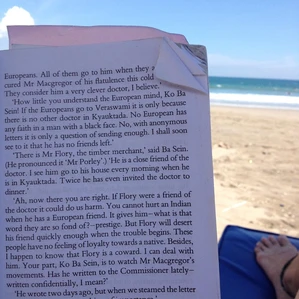 Europeans. All of them go to him when they a
cured Mr Macgregor of his flatulence this cold
They consider him a very clever doctor, I believe,'
'How little you understand the European mind, Ko Ba
Sein! If the Europeans go to Veraswami it is only because
there is no other doctor in Kyauktada. No European has
any faith in a man with a black face. No, with anonymous
letters it is only a question of sending enough. I shall soon
see to it that he has no friends left.'
'There is Mr Flory, the timber merchant,' said Ba Sein.
(He pronounced it 'Mr Porley'.) 'He is a close friend of the
doctor. I see him go to his house every morning when he
is in Kyauktada. Twice he has even invited the doctor to
dinner.'
'Ah, now there you are right. If Flory were a friend of
the doctor it could do us harm. You cannot hurt an Indian
when he has a European friend. It gives him – what is that
word they are so fond of? – prestige. But Flory will desert
his friend quickly enough when the trouble begins. These
people have no feeling of loyalty towards a native. Besides,
I happen to know that Flory is a coward. I can deal with
him. Your part, Ko Ba Sein, is to watch Mr Macgregor's
movements. Has he written to the Commissioner lately –
written confidentially, I mean?'
'He wrote two days ago, but when we steamed the letter